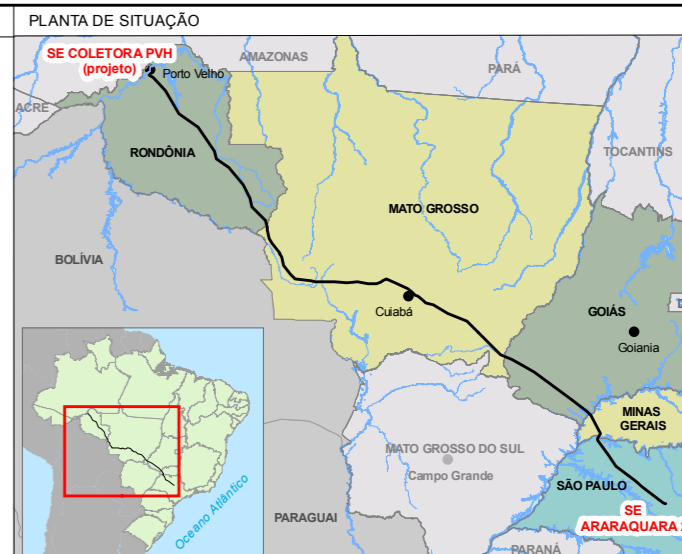 PLANTA DE SITUAÇÃO
SE COLETORA PVH
(projeto)
AMAZONAS
PARÁ
Porto Velho
ACRE
TOCANTINS
RONDÔNIA
MATO GROSSO
BOLÍVIA
Cuiabá
GOIÁS
Goiania
MINAS
GERAIS
MATO GROSSO DO SUL
Campo Grande
SÃO PAULO
SE
ARARAQUARA 2
PARAGUAI
PARANÁ
Oceano Atlântico